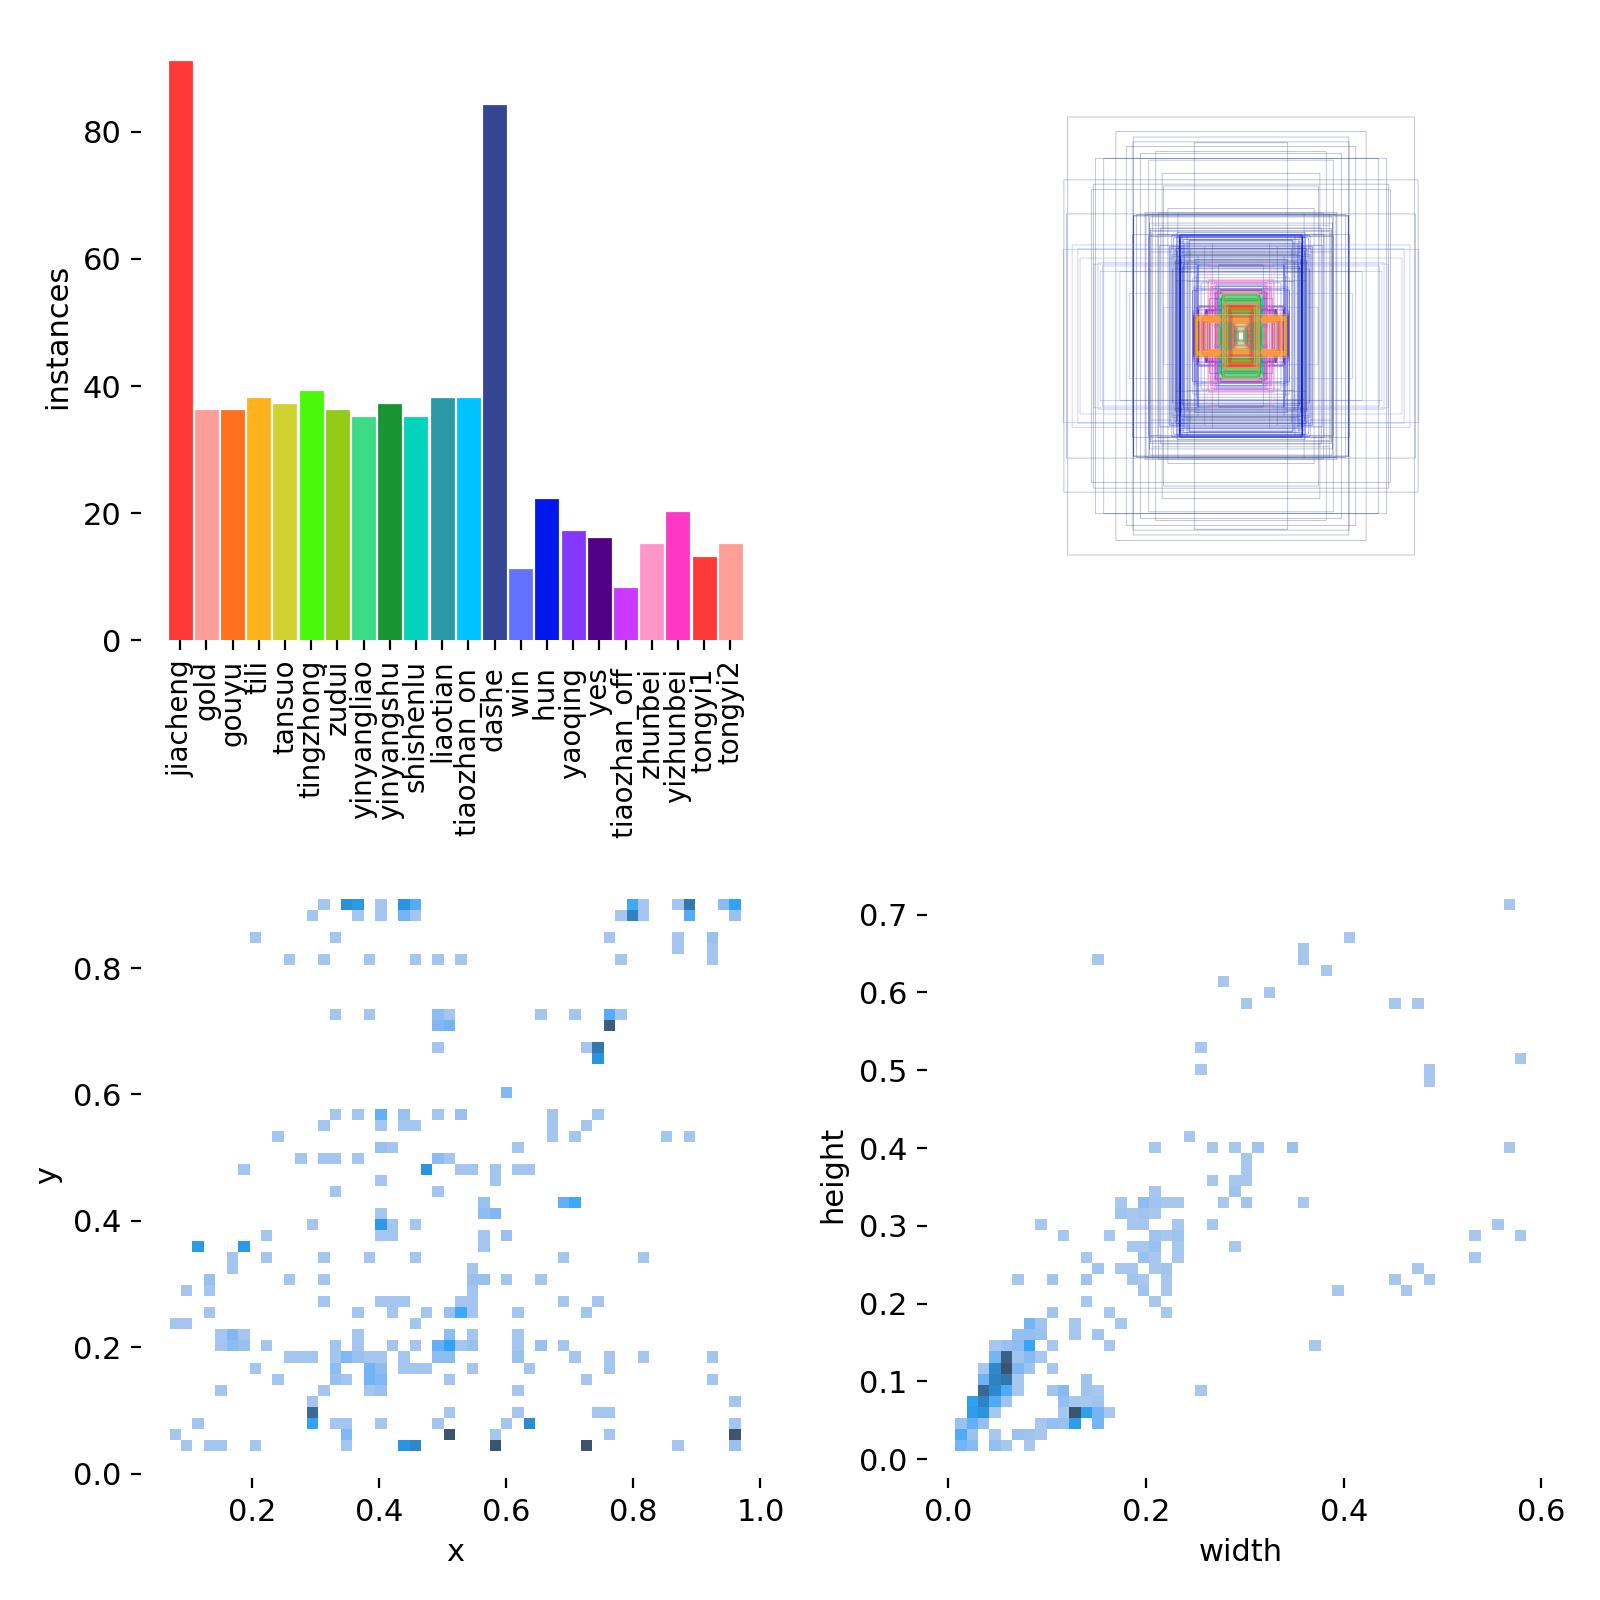 80
60
40
20
0
instances
jiacheng
gold
gouyu
tili
tansuo
tingzhong
zudui
yinyangliao
yinyangshu
shishenlu
liaotian
tiaozhan_on
dashe
win
hun
yaoqing
yes
tiaozhan_off
zhunbei
yizhunbei
tongyi1
tongyi2
0.8
0.6
0.4
0.2
0.0
y
0.2
0.4
0.6
0.8
1.0
x
0.7
0.6
0.5
0.4
0.3
0.2
0.1
0.0
height
0.0
0.2
0.4
0.6
width